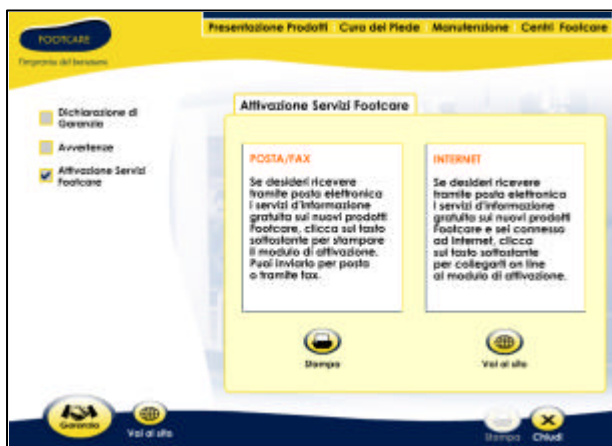 Presentazione Prodotti Cura del Piede Manutenzione Centri Footcare
FOOTCARE
l'impronta del benessere
Dichiarazione di
Garanzia
Avvertenze
Attivazione Servizi
Footcare
Attivazione Servizi Footcare
POSTA/FAX
Se desideri ricevere
tramite posta elettronica
i servizi d'informazione
gratuita sui nuovi prodotti
Footcare, clicca sul tasto
sottostante per stampare
il modulo di attivazione.
Puoi inviarlo per posta
o tramite fax.
Stampa
INTERNET
Se desideri ricevere
tramite posta elettronica
i servizi d'informazione
gratuita sui nuovi prodotti
Footcare e sei connesso
ad Internet, clicca
sul tasto sottostante
per collegarti on line
al modulo di attivazione.
Vai al sito
Garanzia
Vai al sito
Stampa
Chiudi